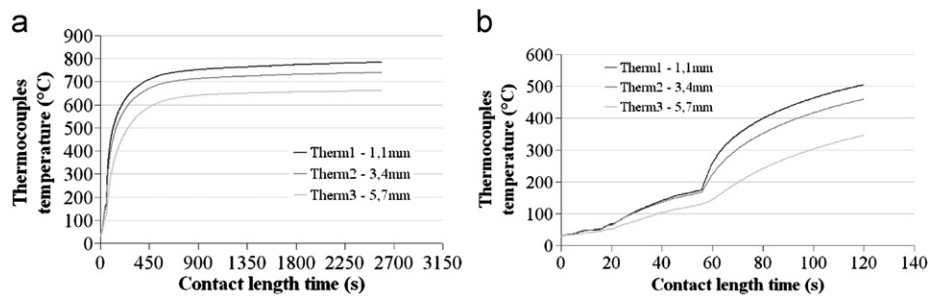 a
900
800
700
600
500
400
300
200
100
0
Thermocouples
temperature (°C)
Therm1 - 1,1mm
Therm2 - 3,4mm
Therm3 - 5,7mm
0 450 900 1350 1800 2250 2700 3150
Contact length time (s)
b
600
500
400
300
200
100
0
Thermocouples
temperature (°C)
Therm1 - 1,1mm
Therm2 - 3,4mm
Therm3 - 5,7mm
0 20 40 60 80 100 120 140
Contact length time (s)